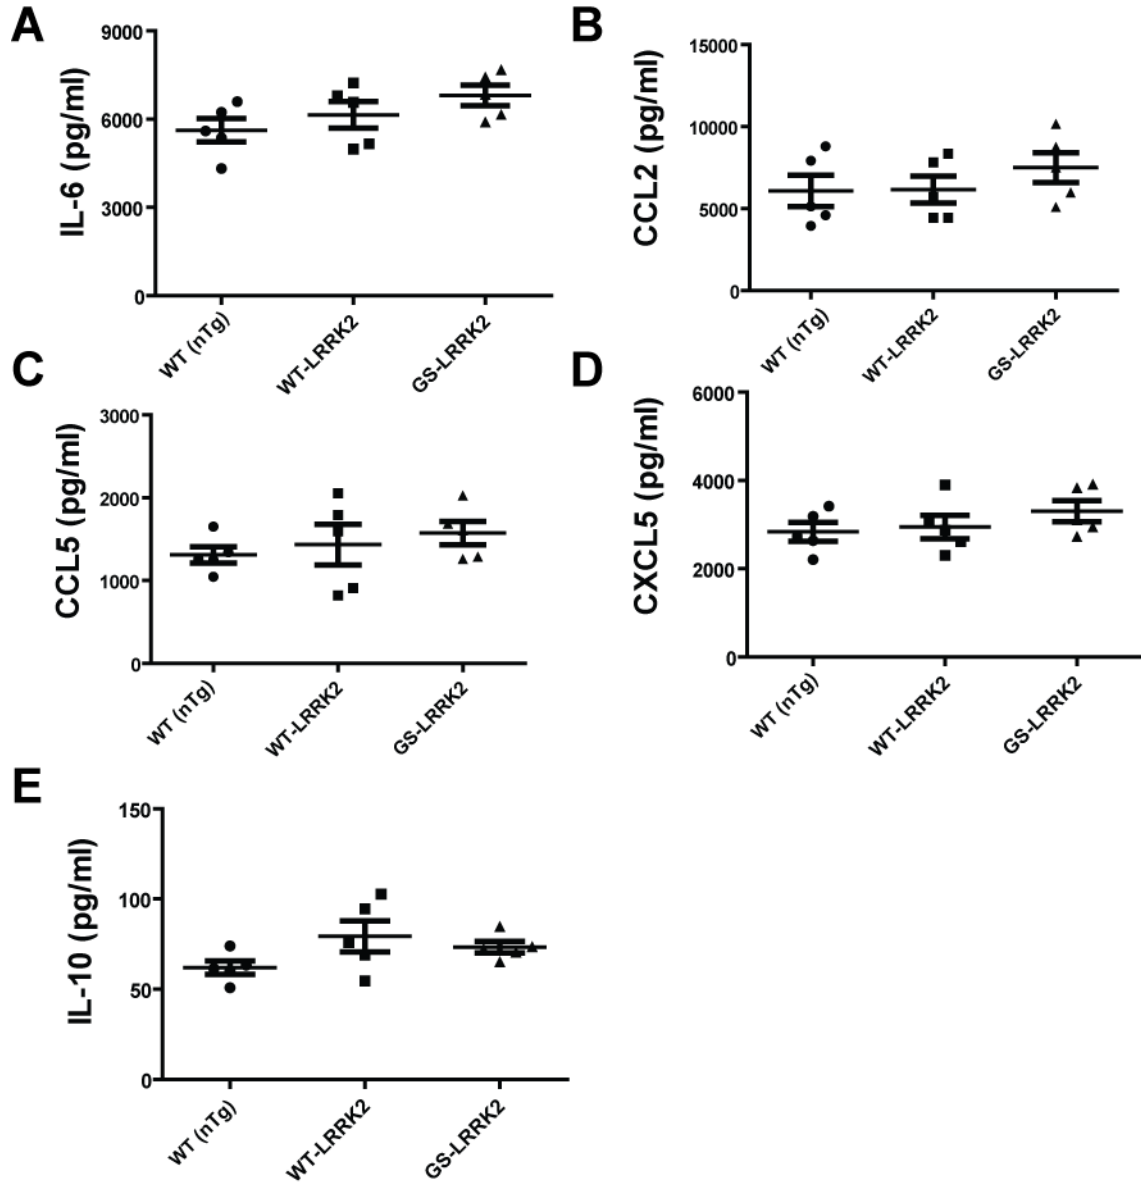 A
IL-6 (pg/ml)
9000
6000
3000
0
WT (nTg)
WT-LRRK2
GS-LRRK2
B
CCL2 (pg/ml)
15000
10000
5000
0
WT (nTg)
WT-LRRK2
GS-LRRK2
C
CCL5 (pg/ml)
3000
2000
1000
0
WT (nTg)
WT-LRRK2
GS-LRRK2
D
CXCL5 (pg/ml)
6000
4000
2000
0
WT (nTg)
WT-LRRK2
GS-LRRK2
E
IL-10 (pg/ml)
150
100
50
0
WT (nTg)
WT-LRRK2
GS-LRRK2